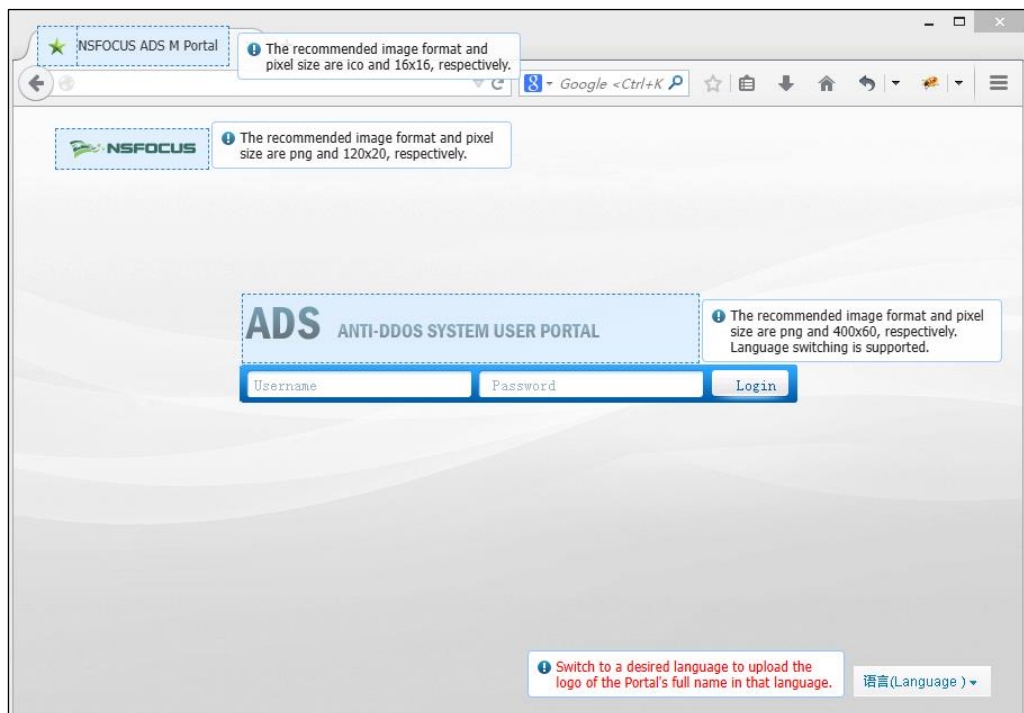 NSFOCUS ADS M Portal
The recommended image format and
pixel size are ico and 16x16, respectively.
8 Google <Ctrl+K
NSFOCUS
The recommended image format and pixel
size are png and 120x20, respectively.
ADS ANTI-DDOS SYSTEM USER PORTAL
The recommended image format and pixel
size are png and 400x60, respectively.
Language switching is supported.
Username Password Login
Switch to a desired language to upload the
logo of the Portal's full name in that language.
语言(Language )